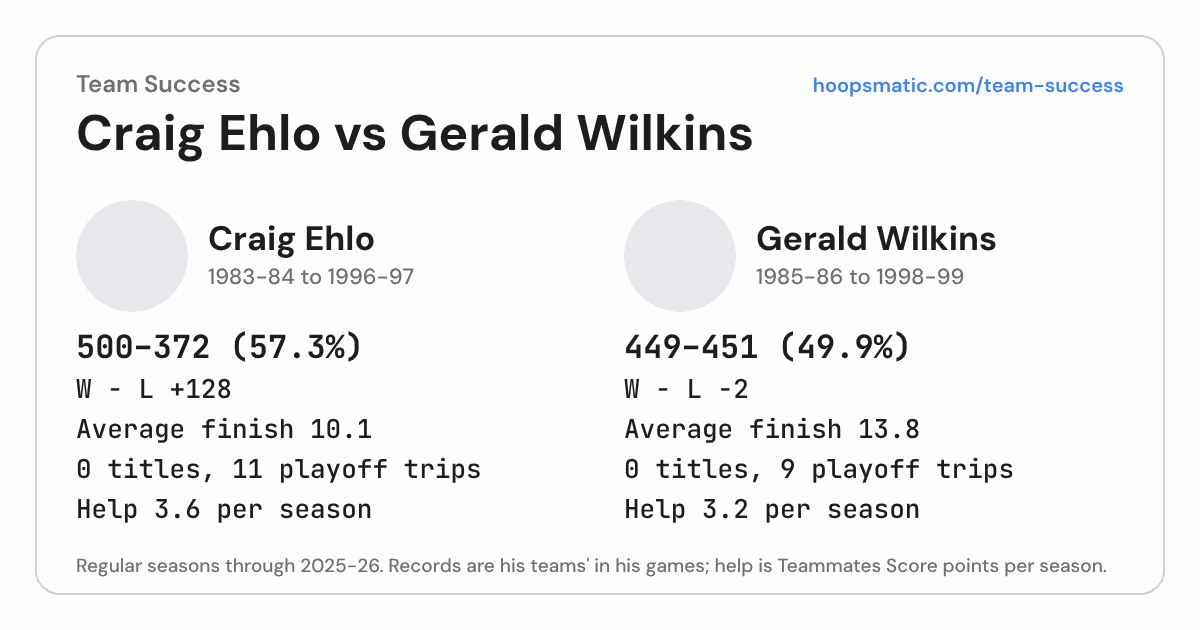 Team Success
hoopsmatic.com/team-success
Craig Ehlo vs Gerald Wilkins
Craig Ehlo
1983-84 to 1996-97
500-372 (57.3%)
W - L +128
Average finish 10.1
0 titles, 11 playoff trips
Help 3.6 per season
Gerald Wilkins
1985-86 to 1998-99
449-451 (49.9%)
W - L -2
Average finish 13.8
0 titles, 9 playoff trips
Help 3.2 per season
Regular seasons through 2025-26. Records are his teams' in his games; help is Teammates Score points per season.